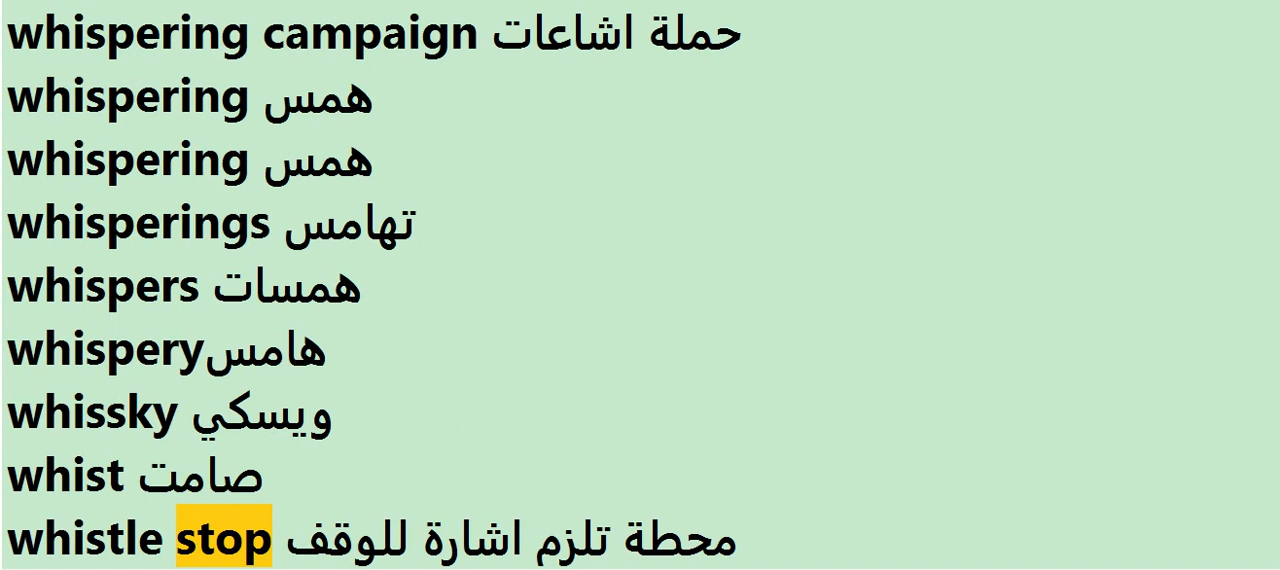 whispering campaign حملة اشاعات
whispering همس
whispering همس
whisperings تهامس
whispers همسات
whisperyهامس
whissky ويسكي
whist صامت
whistle stop محطة تلزم اشارة للوقف